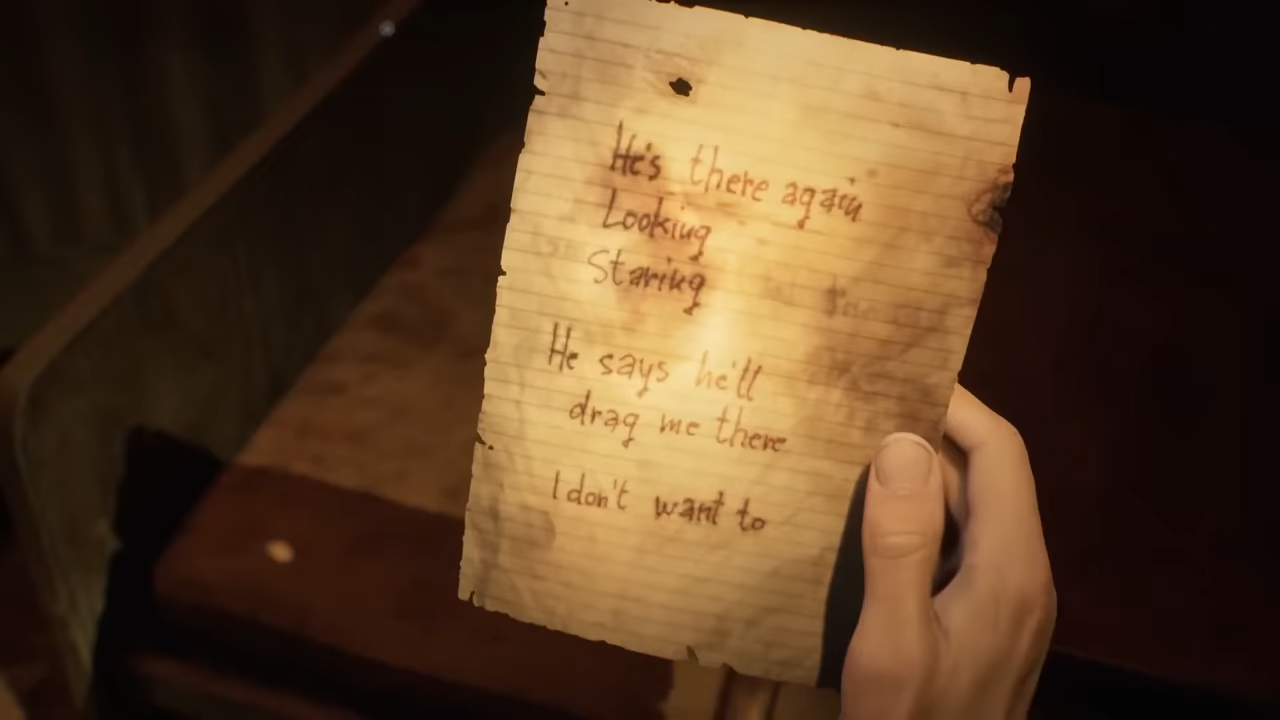 He's there again
Looking
Staring
He says he'll
drag me there
I don't want to